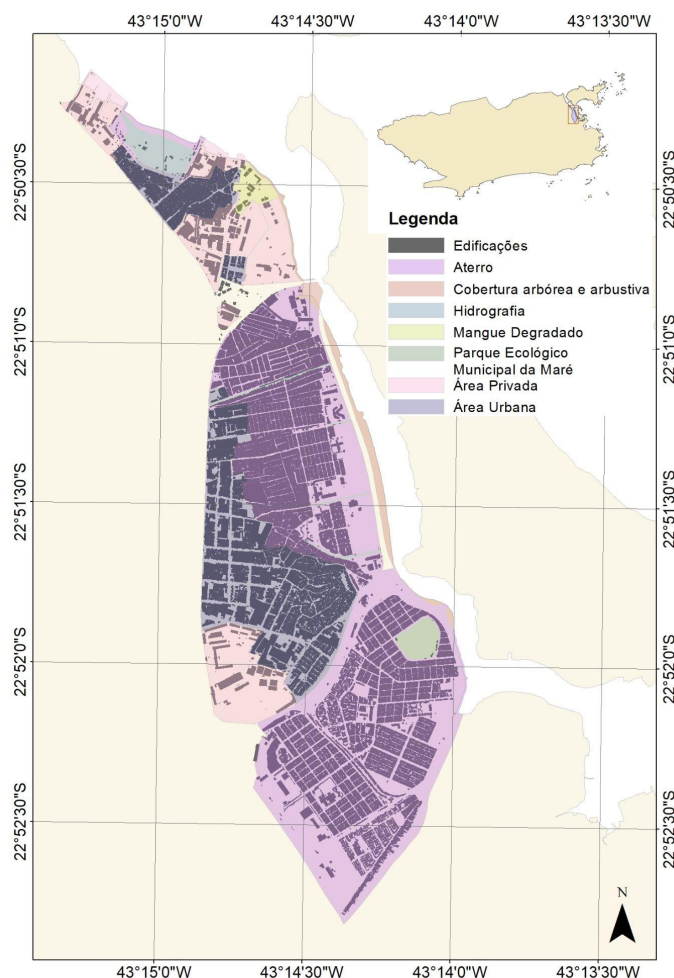 43°15'0"W 43°14'30"W 43°14'0"W 43°13'30"W
22°50'30"S 22°50'30"S
Legenda
Edificações
Aterro
Cobertura arbórea e arbustiva
Hidrografia
Mangue Degradado
Parque Ecológico
Municipal da Maré
Área Privada
Área Urbana
22°51'0"S 22°51'0"S
22°51'30"S 22°51'30"S
22°52'0"S 22°52'0"S
22°52'30"S 22°52'30"S
N
43°15'0"W 43°14'30"W 43°14'0"W 43°13'30"W